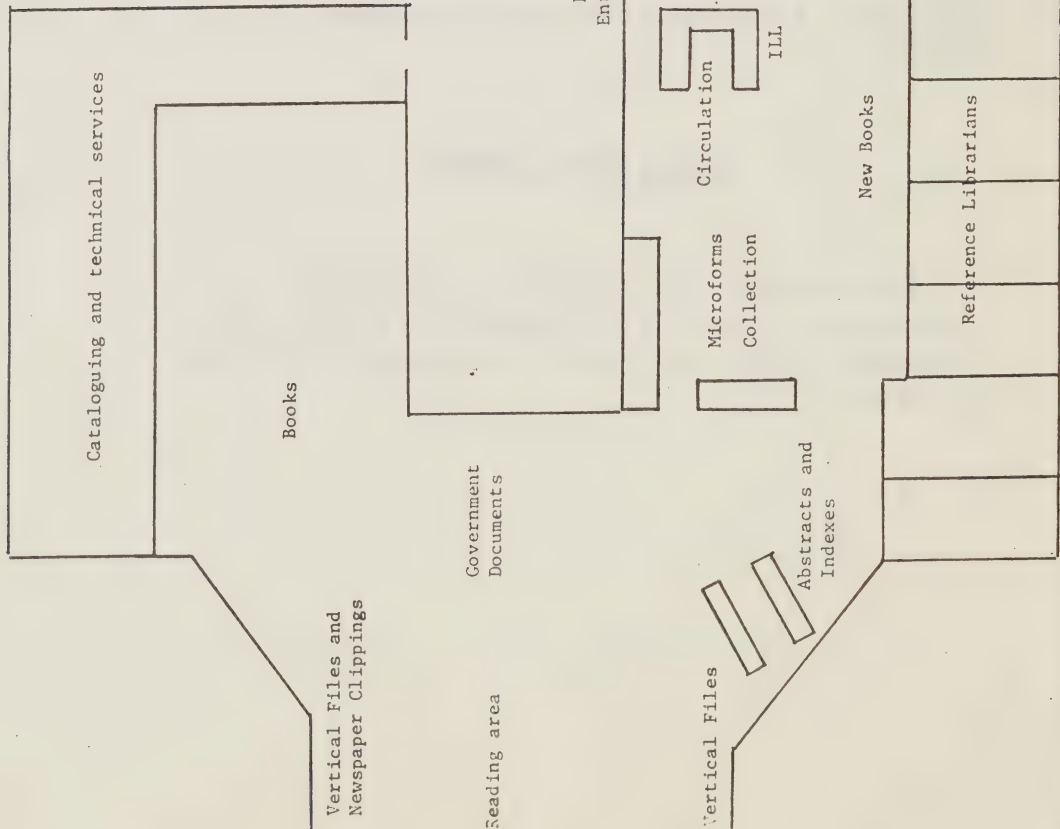 Cataloguing and technical services
Books
Vertical Files and
Newspaper Clippings
Government
Documents
Reading area
Circulation
ILL
Microforms
Collection
Vertical Files
Abstracts and
Indexes
New Books
Reference Librarians